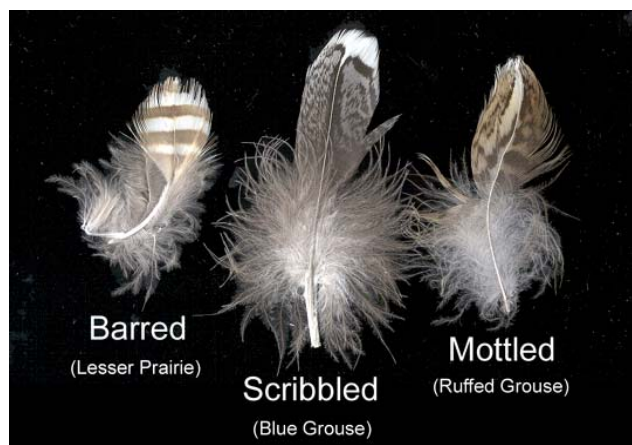 Barred
(Lesser Prairie)
Scribbled
(Blue Grouse)
Mottled
(Ruffed Grouse)